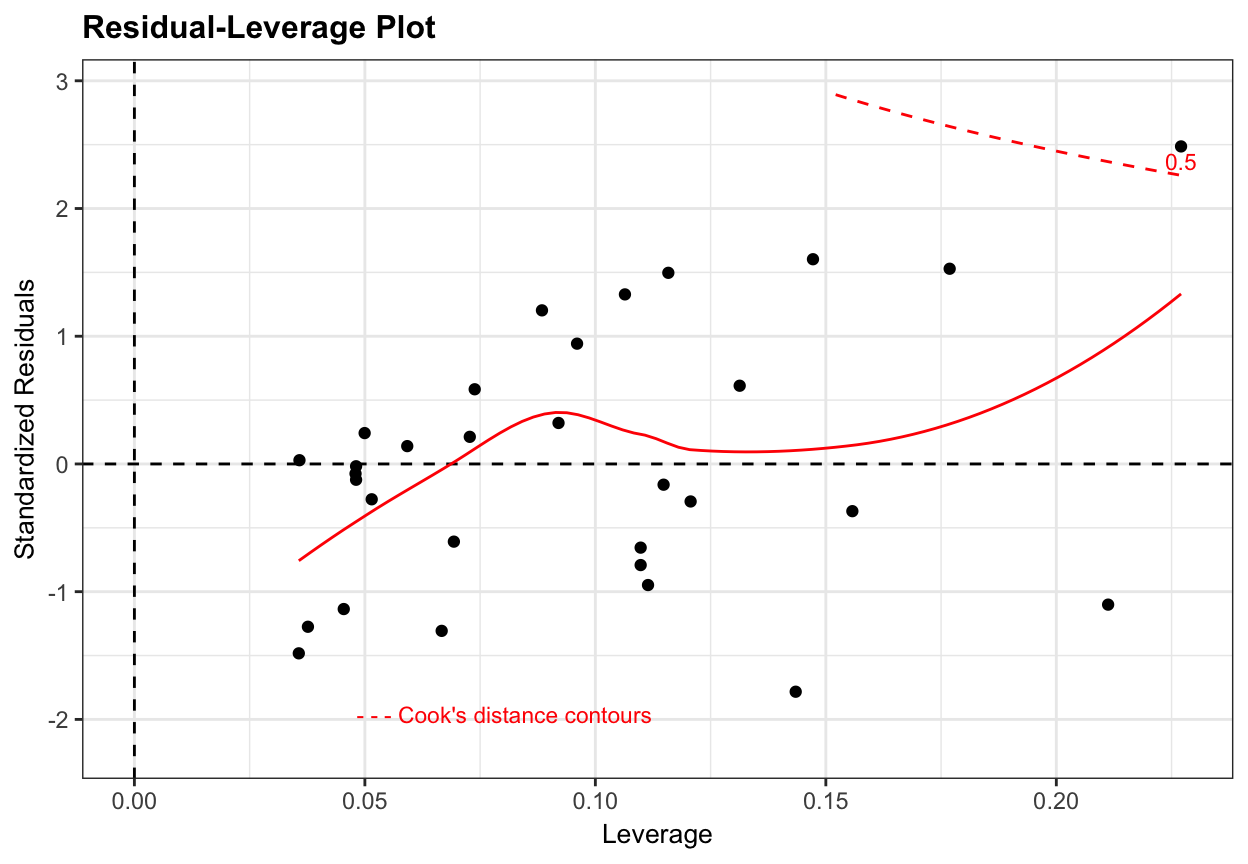 Residual-Leverage Plot
3
2
1
0
-1
-2
Standardized Residuals
0.5
Cook's distance contours
0.00 0.05 0.10 0.15 0.20
Leverage